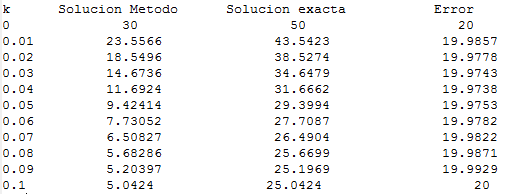 k Solucion Metodo Solucion exacta Error
0 30 50 20
0.01 23.5566 43.5423 19.9857
0.02 18.5496 38.5274 19.9778
0.03 14.6736 34.6479 19.9743
0.04 11.6924 31.6662 19.9738
0.05 9.42414 29.3994 19.9753
0.06 7.73052 27.7087 19.9782
0.07 6.50827 26.4904 19.9822
0.08 5.68286 25.6699 19.9871
0.09 5.20397 25.1969 19.9929
0.1 5.0424 25.0424 20